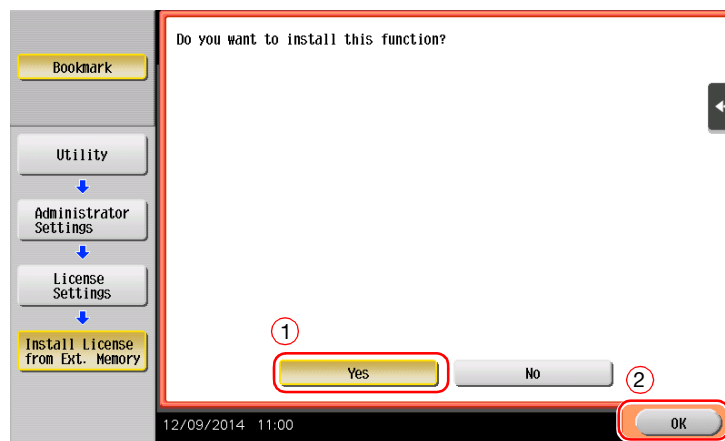 Do you want to install this function?
Bookmark
Utility
Administrator
Settings
License
Settings
Install License
from Ext. Memory
1
Yes
No
2
12/09/2014 11:00
OK